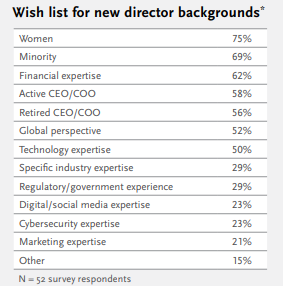 Wish list for new director backgrounds*
Women 75%
Minority 69%
Financial expertise 62%
Active CEO/COO 58%
Retired CEO/COO 56%
Global perspective 52%
Technology expertise 50%
Specific industry expertise 29%
Regulatory/government experience 29%
Digital/social media expertise 23%
Cybersecurity expertise 23%
Marketing expertise 21%
Other 15%
N = 52 survey respondents